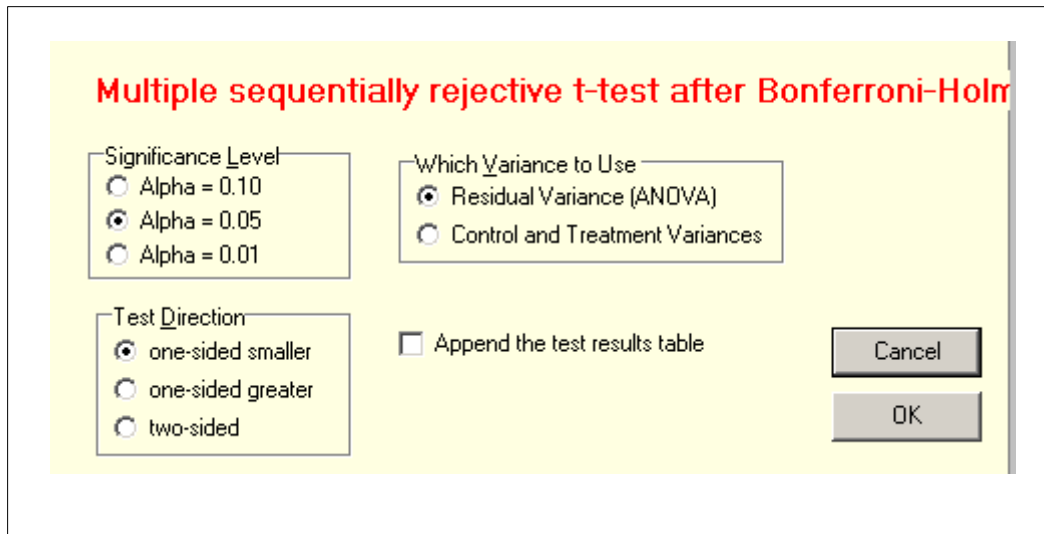 Multiple sequentially rejective t-test after Bonferroni-Holm
Significance Level
Alpha = 0.10
Alpha = 0.05
Alpha = 0.01
Which Variance to Use
Residual Variance (ANOVA)
Control and Treatment Variances
Test Direction
one-sided smaller
one-sided greater
two-sided
Append the test results table
Cancel
OK